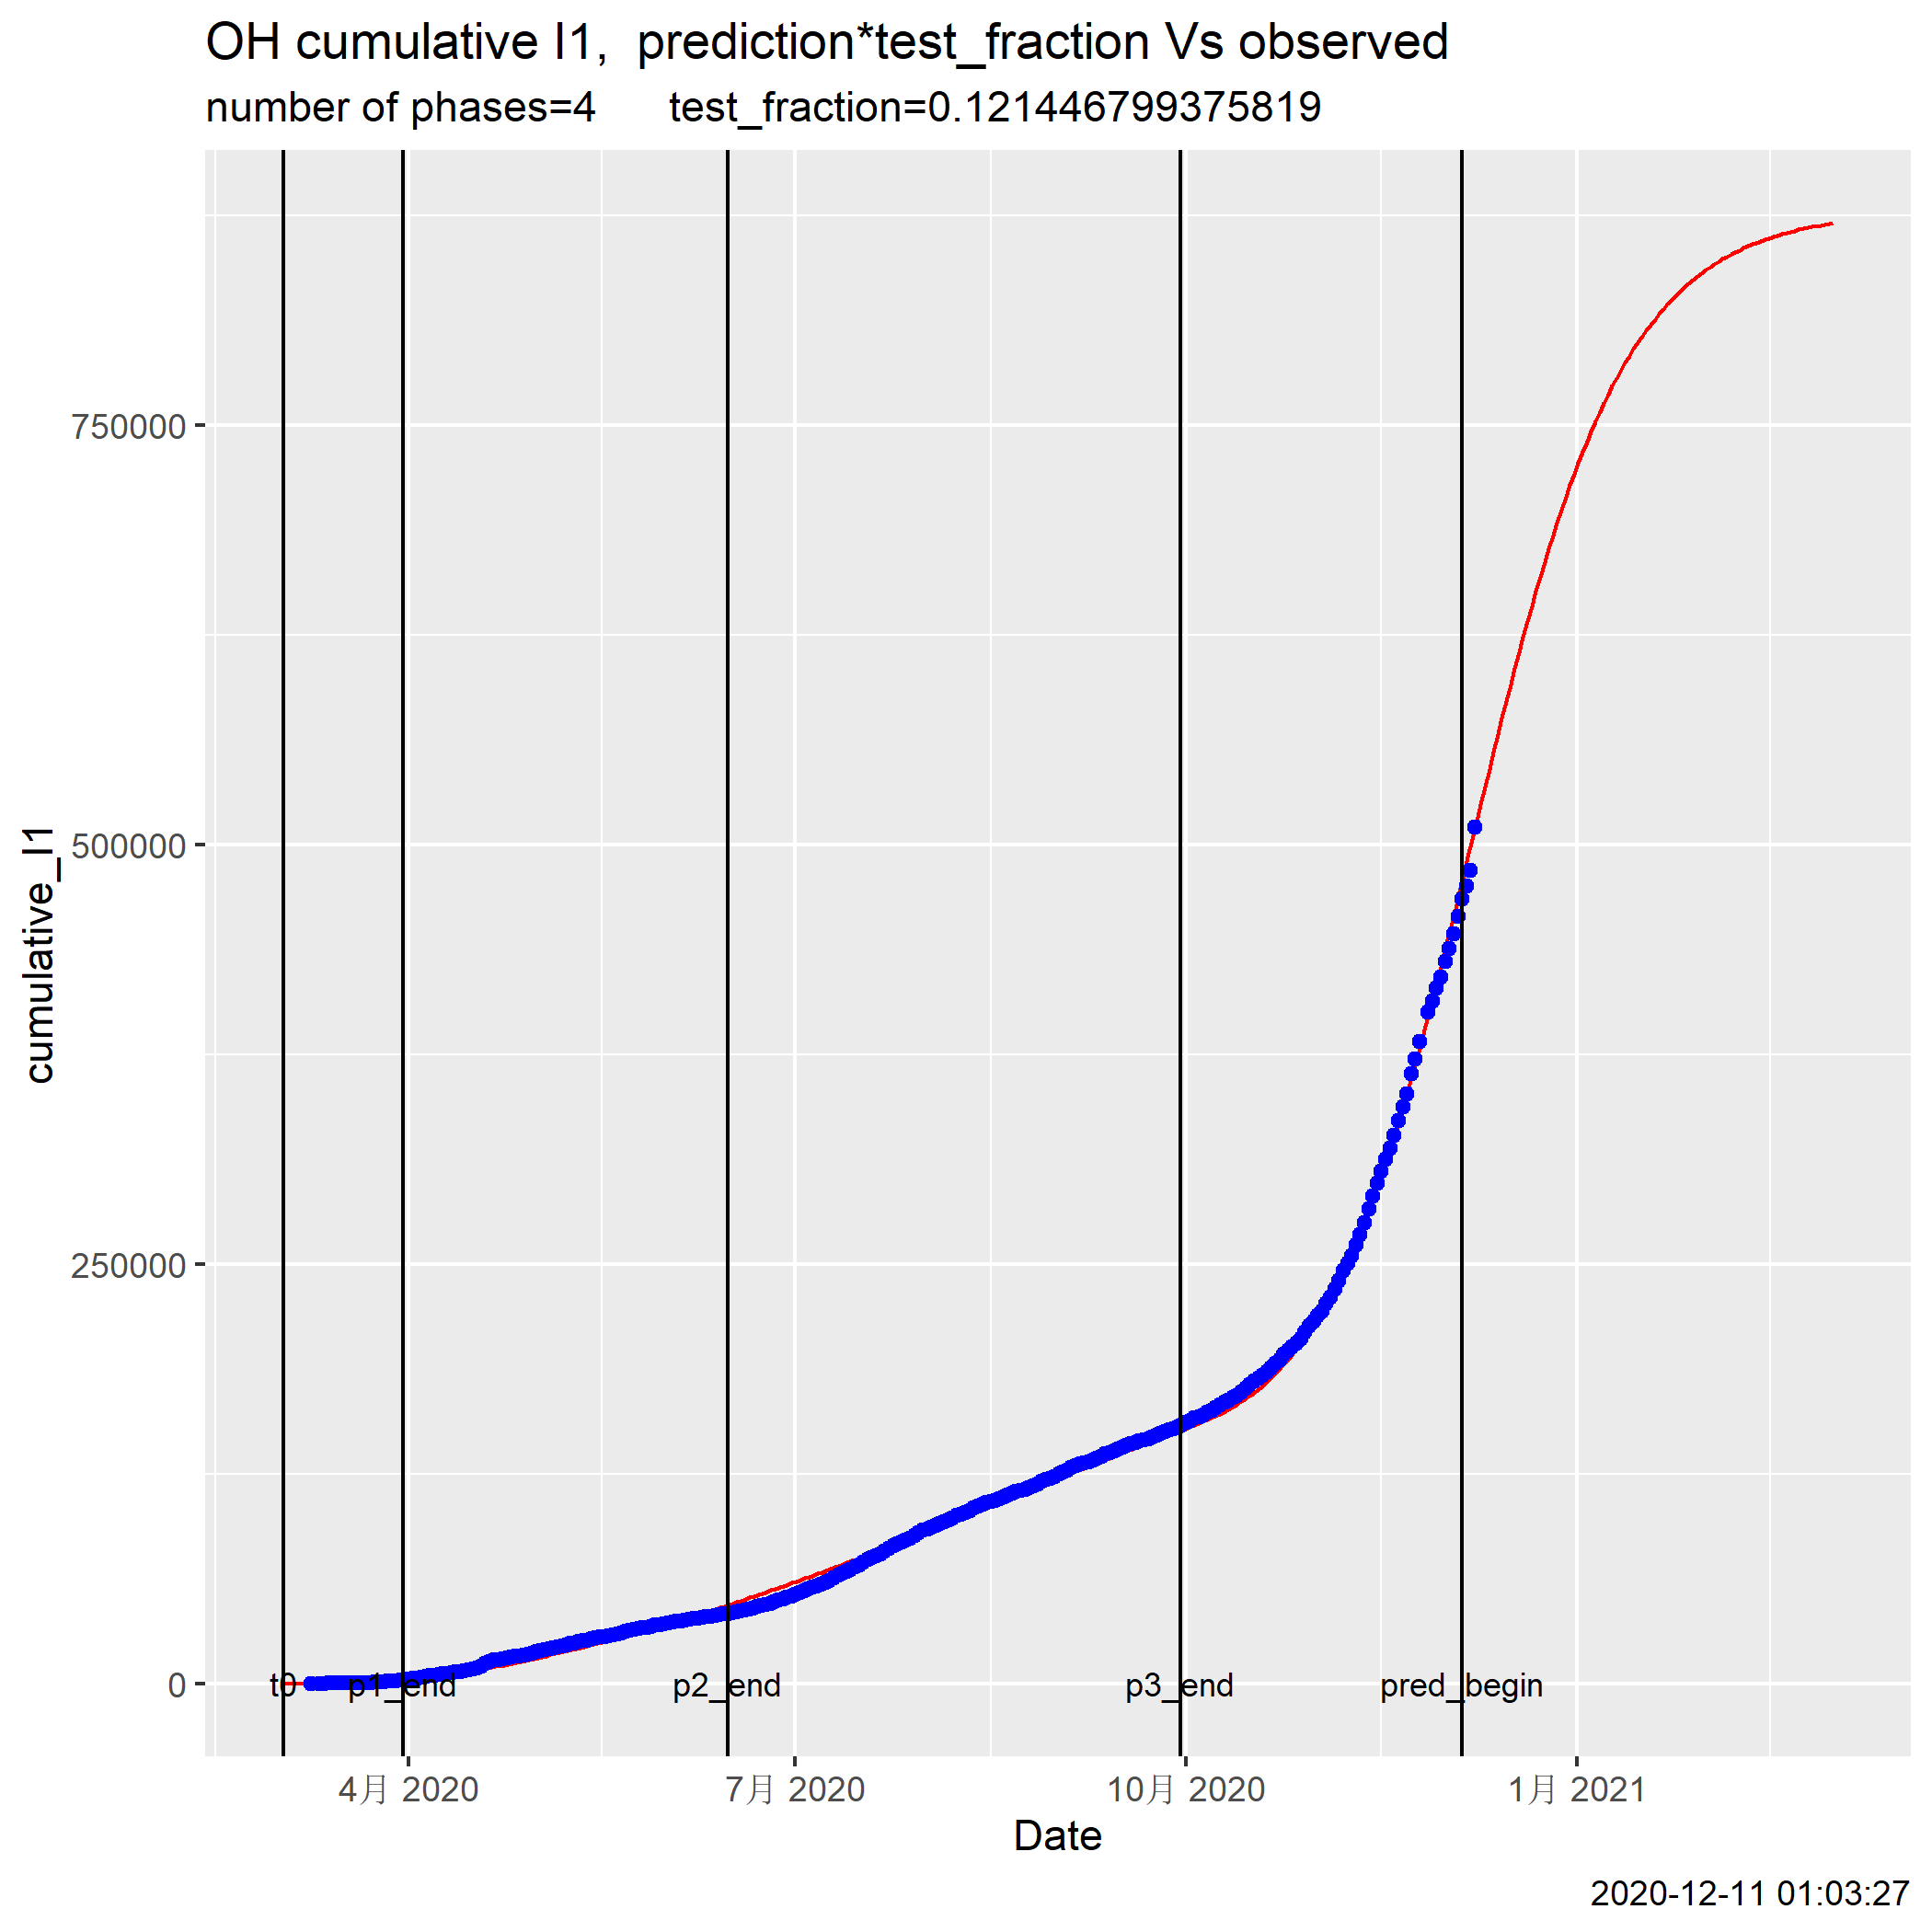 OH cumulative I1,  prediction*test_fraction Vs observed
number of phases=4      test_fraction=0.121446799375819
cumulative_I1
750000
500000
250000
0
t0
p1_end
p2_end
p3_end
pred_begin
4月 2020
7月 2020
10月 2020
1月 2021
Date
2020-12-11 01:03:27